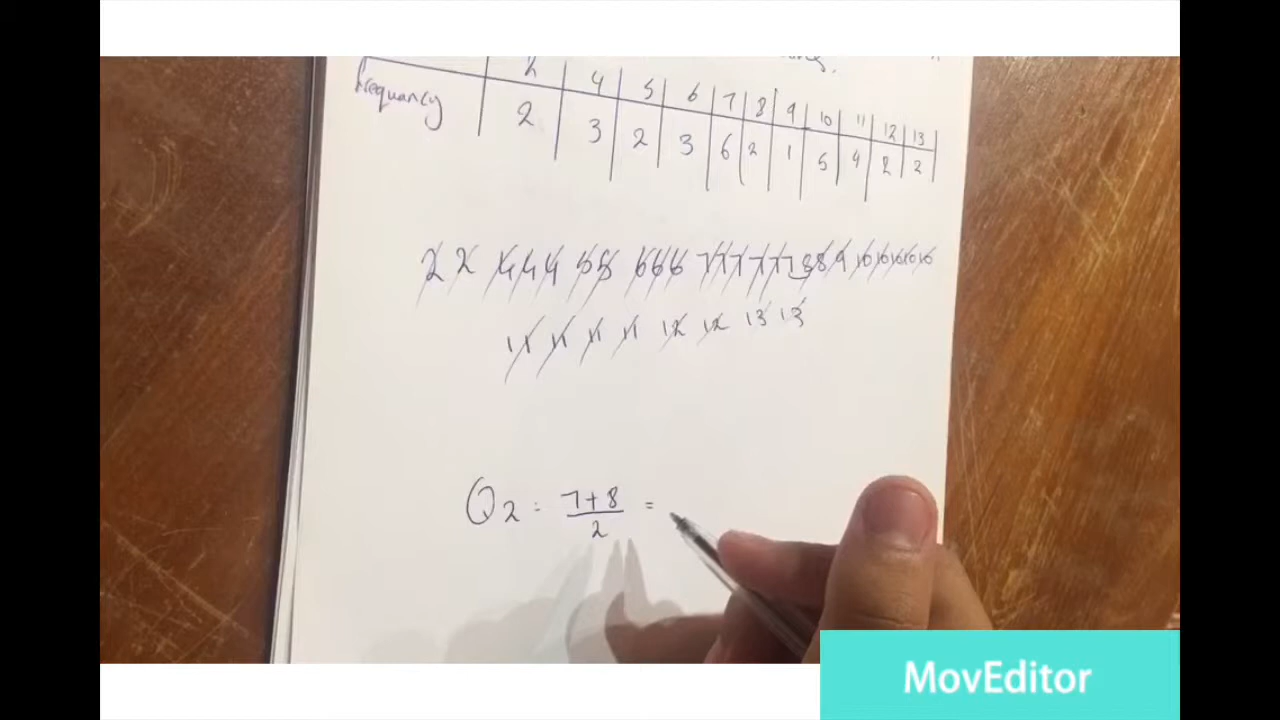 2 4 5 6 7 8 9 10 11 12 13
frequancy 2 3 2 3 6 2 1 5 4 2 2
2 2 4 4 4 5 5 6 6 6 7 7 7 7 7 7 8 8 9 10 10 10 10 10
11 11 11 11 12 12 13 13
Q2 = 7+8 =
2
MovEditor